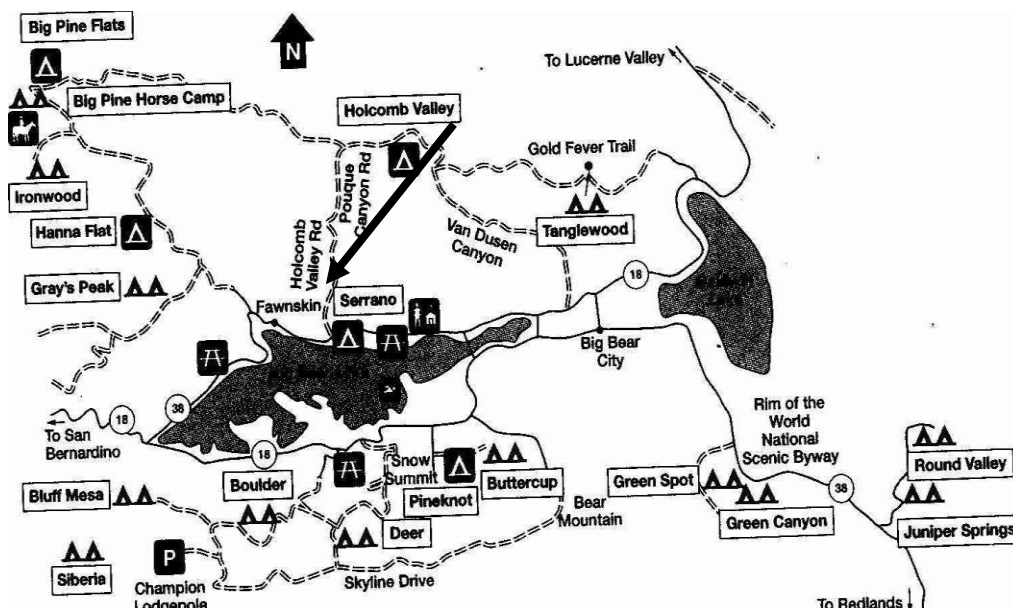 Big Pine Flats
N
To Lucerne Valley
Big Pine Horse Camp
Holcomb Valley
Gold Fever Trail
Ironwood
Pouque
Canyon Rd
Holcomb
Valley Rd
Hanna Flat
Van Dusen
Canyon
Tanglewood
Gray's Peak
18
Fawnskin
Serrano
Big Bear
City
38
18
To San
Bernardino
Rim of the
World
National
Scenic Byway
18
Snow
Summit
Round Valley
Bluff Mesa
Boulder
Pineknot
Buttercup
Green Spot
38
Bear
Mountain
Green Canyon
Juniper Springs
Deer
Siberia
P
Champion
Lodgepole
Skyline Drive
To Redlands